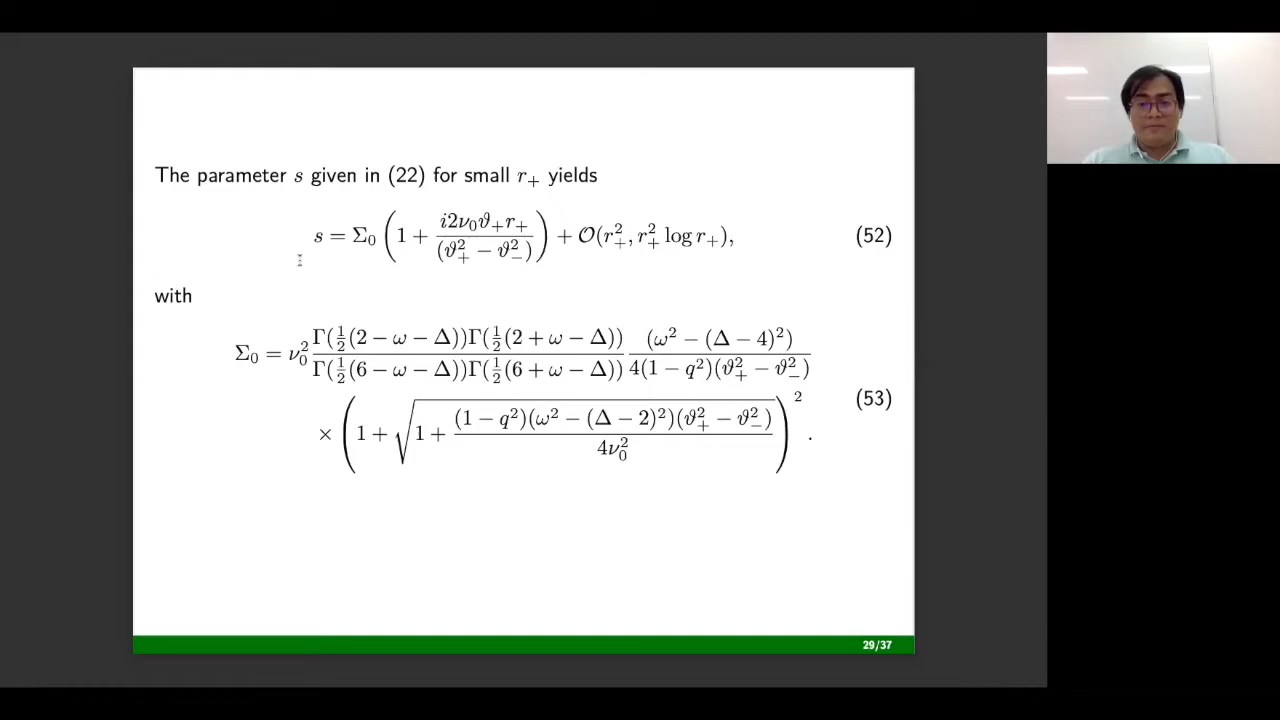 The parameter s given in (22) for small r₊ yields
s = Σ₀ ( 1 + i2ν₀ϑ₊r₊ / (ϑ₊² − ϑ₋²) ) + 𝒪(r₊², r₊² log r₊), (52)
with
Σ₀ = ν₀² Γ(½(2 − ω − Δ))Γ(½(2 + ω − Δ)) / Γ(½(6 − ω − Δ))Γ(½(6 + ω − Δ)) (ω² − (Δ − 4)²) / 4(1 − q²)(ϑ₊² − ϑ₋²)
× ( 1 + √( 1 + (1 − q²)(ω² − (Δ − 2)²)(ϑ₊² − ϑ₋²) / 4ν₀² ) )² . (53)
29/37